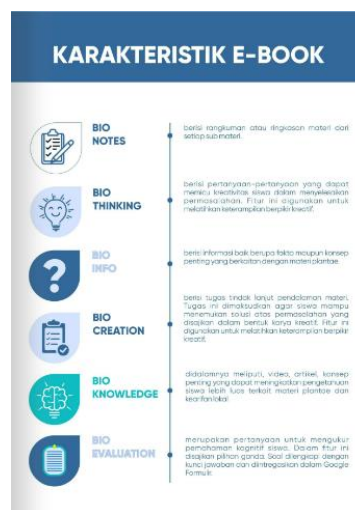 KARAKTERISTIK E-BOOK
BIO
NOTES
berisi rangkuman atau ringkasan materi dari
setiap sub materi.
BIO
THINKING
berisi pertanyaan-pertanyaan yang dapat
memicu kreativitas siswa dalam menyelesaikan
permasalahan. Fitur ini digunakan untuk
melatihkan keterampilan berpikir kreatif.
BIO
INFO
berisi informasi baik berupa fakta maupun konsep
penting yang berkaitan dengan materi plantae.
BIO
CREATION
berisi tugas tindak lanjut pendalaman materi.
Tugas ini dimaksudkan agar siswa mampu
menemukan solusi atas permasalahan yang
disajikan dalam bentuk karya kreatif. Fitur ini
digunakan untuk melatihkan keterampilan berpikir
kreatif.
BIO
KNOWLEDGE
didalamnya meliputi, video, artikel, konsep
penting yang dapat meningkatkan pengetahuan
siswa lebih luas terkait materi plantae dan
kearifan lokal.
BIO
EVALUATION
merupakan pertanyaan untuk mengukur
pemahaman kognitif siswa. Dalam fitur ini
disajikan pilihan ganda. Soal dilengkapi dengan
kunci jawaban dan diintegrasikan dalam Google
Formulir.